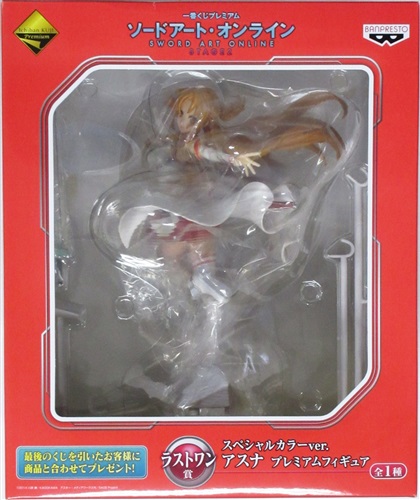 一番くじプレミアム
ソードアート・オンライン
SWORD ART ONLINE
STAGE2
Ichiban KUJI
Premium
BANPRESTO
最後のくじを引いたお客様に
商品と合わせてプレゼント!
ラストワン
賞
スペシャルカラーver.
アスナ プレミアムフィギュア
全1種